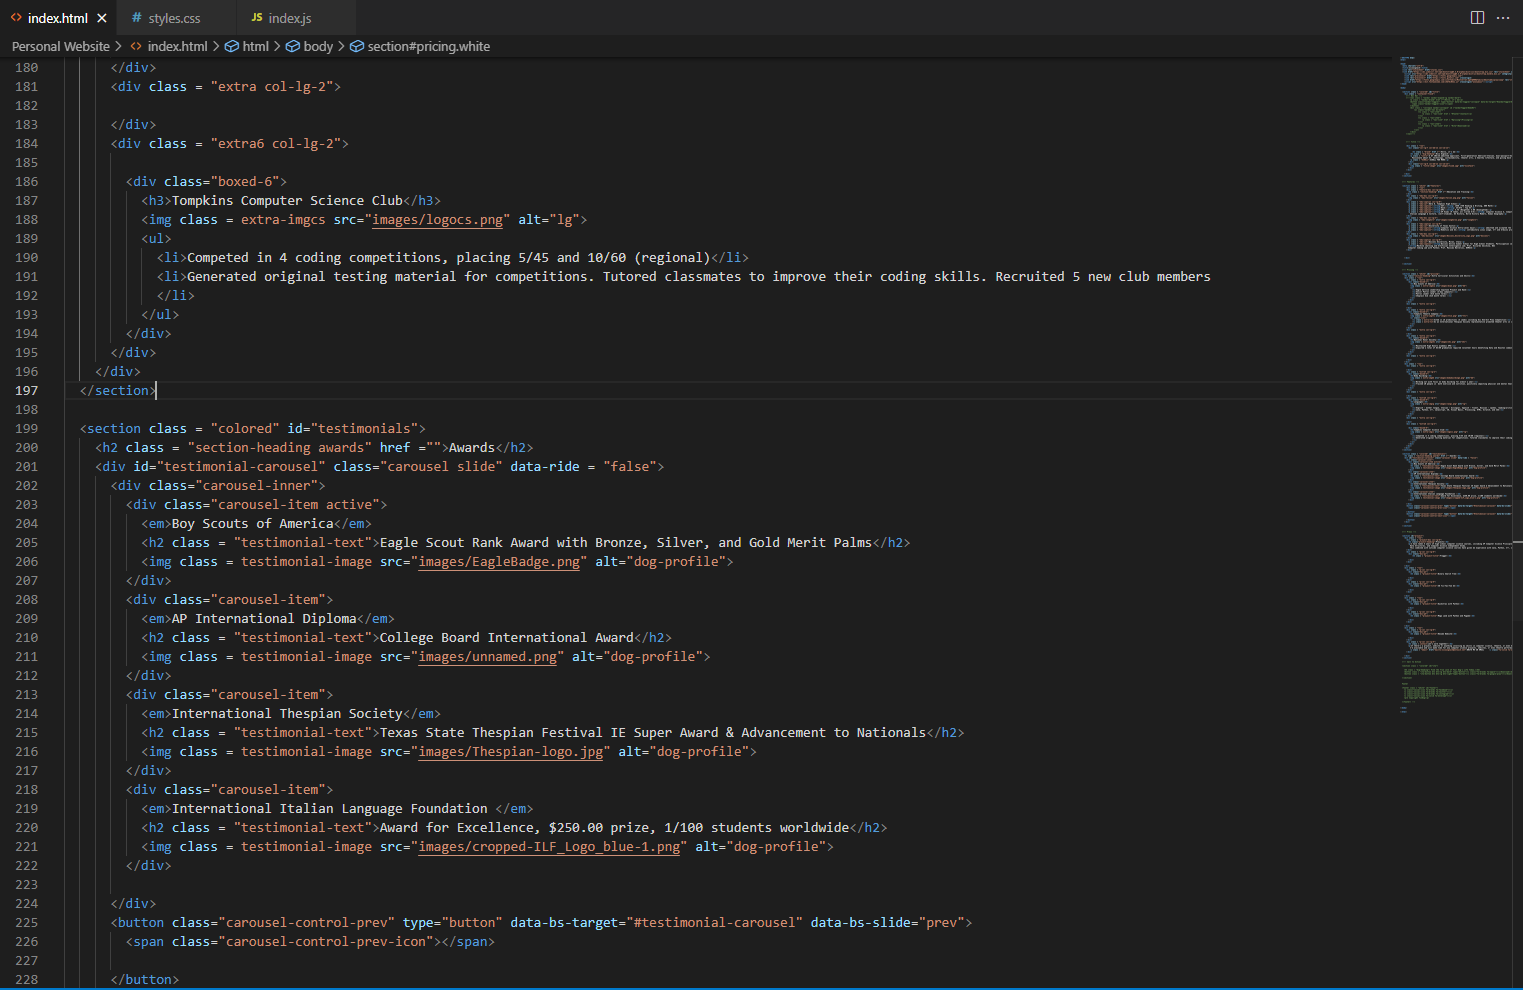 index.html
styles.css
JS index.js
Personal Website > index.html > html > body > section#pricing.white
180 </div>
181 <div class = "extra col-lg-2">
182
183 </div>
184 <div class = "extra6 col-lg-2">
185
186 <div class="boxed-6">
187 <h3>Tompkins Computer Science Club</h3>
188 <img class = extra-imgcs src="images/logocs.png" alt="lg">
189 <ul>
190 <li>Competed in 4 coding competitions, placing 5/45 and 10/60 (regional)</li>
191 <li>Generated original testing material for competitions. Tutored classmates to improve their coding skills. Recruited 5 new club members
192 </li>
193 </ul>
194 </div>
195 </div>
196 </div>
197 </section>
198
199 <section class = "colored" id="testimonials">
200 <h2 class = "section-heading awards" href ="">Awards</h2>
201 <div id="testimonial-carousel" class="carousel slide" data-ride = "false">
202 <div class="carousel-inner">
203 <div class="carousel-item active">
204 <em>Boy Scouts of America</em>
205 <h2 class = "testimonial-text">Eagle Scout Rank Award with Bronze, Silver, and Gold Merit Palms</h2>
206 <img class = testimonial-image src="images/EagleBadge.png" alt="dog-profile">
207 </div>
208 <div class="carousel-item">
209 <em>AP International Diploma</em>
210 <h2 class = "testimonial-text">College Board International Award</h2>
211 <img class = testimonial-image src="images/unnamed.png" alt="dog-profile">
212 </div>
213 <div class="carousel-item">
214 <em>International Thespian Society</em>
215 <h2 class = "testimonial-text">Texas State Thespian Festival IE Super Award & Advancement to Nationals</h2>
216 <img class = testimonial-image src="images/Thespian-logo.jpg" alt="dog-profile">
217 </div>
218 <div class="carousel-item">
219 <em>International Italian Language Foundation </em>
220 <h2 class = "testimonial-text">Award for Excellence, $250.00 prize, 1/100 students worldwide</h2>
221 <img class = testimonial-image src="images/cropped-ILF_Logo_blue-1.png" alt="dog-profile">
222 </div>
223
224 </div>
225 <button class="carousel-control-prev" type="button" data-bs-target="#testimonial-carousel" data-bs-slide="prev">
226 <span class="carousel-control-prev-icon"></span>
227
228 </button>